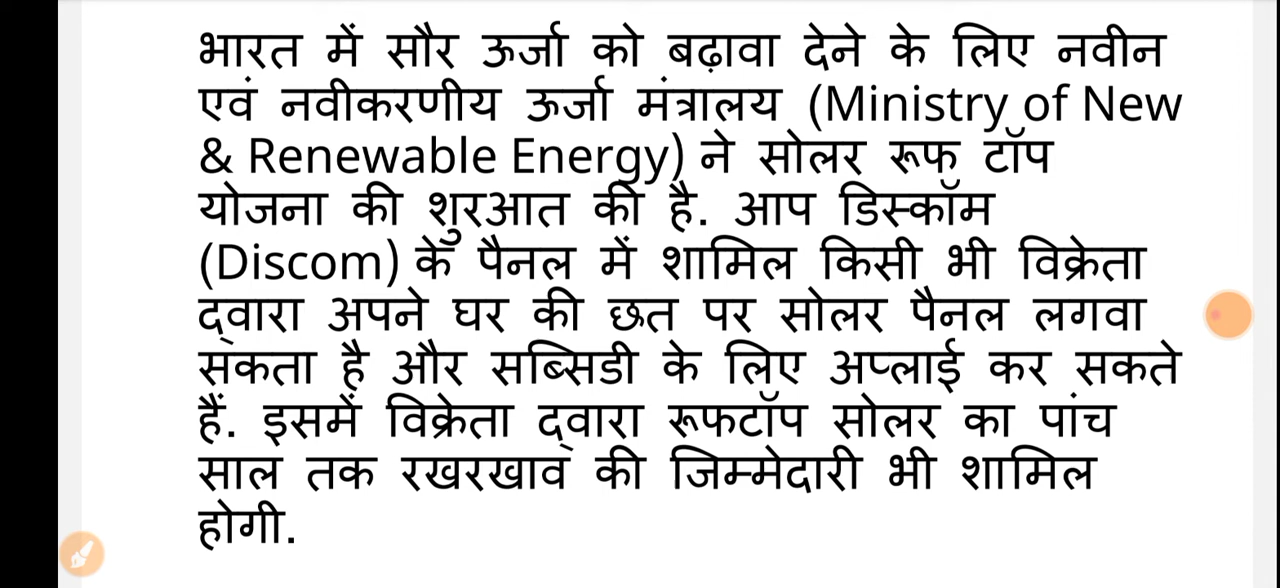 भारत में सौर ऊर्जा को बढ़ावा देने के लिए नवीन
एवं नवीकरणीय ऊर्जा मंत्रालय (Ministry of New
& Renewable Energy) ने सोलर रूफ टॉप
योजना की शुरआत की है. आप डिस्कॉम
(Discom) के पैनल में शामिल किसी भी विक्रेता
द्वारा अपने घर की छत पर सोलर पैनल लगवा
सकता है और सब्सिडी के लिए अप्लाई कर सकते
हैं. इसमें विक्रेता द्वारा रूफटॉप सोलर का पांच
साल तक रखरखाव की जिम्मेदारी भी शामिल
होगी.